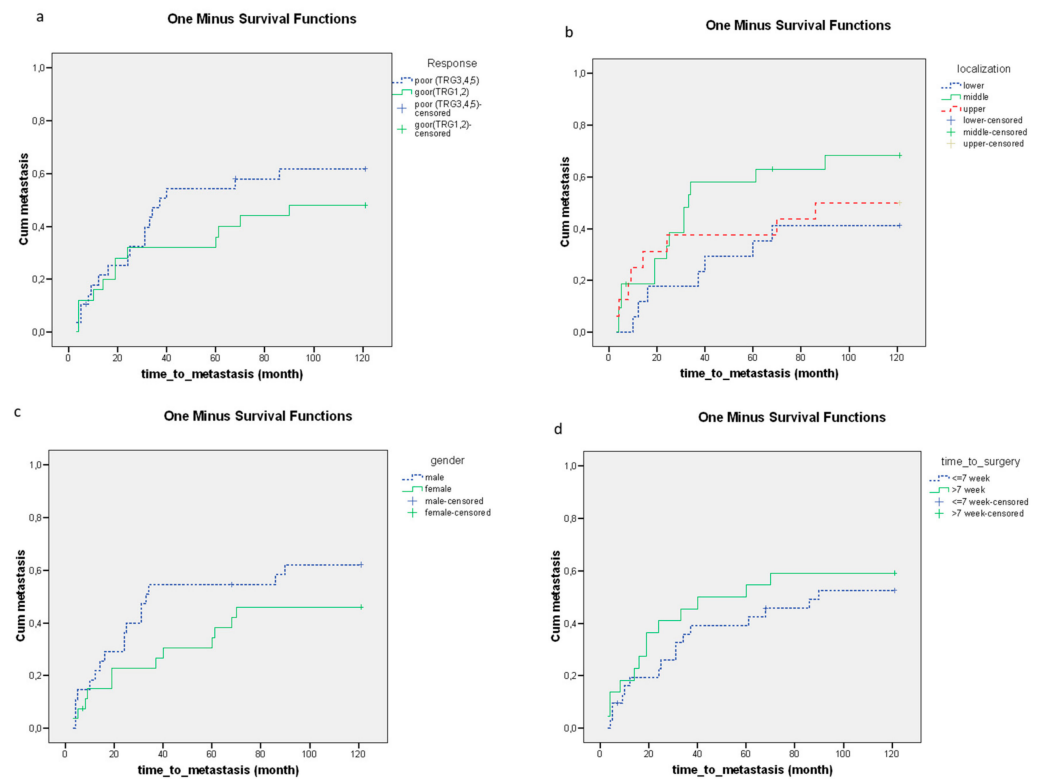 a
One Minus Survival Functions
Response
poor (TRG3,4,5)
goor(TRG1,2)
poor (TRG3,4,5)-
censored
goor(TRG1,2)-
censored
1,0
0,8
0,6
0,4
0,2
0,0
Cum metastasis
0 20 40 60 80 100 120
time_to_metastasis (month)
b
One Minus Survival Functions
localization
lower
middle
upper
lower-censored
middle-censored
upper-censored
1,0
0,8
0,6
0,4
0,2
0,0
Cum metastasis
0 20 40 60 80 100 120
time_to_metastasis (month)
c
One Minus Survival Functions
gender
male
female
male-censored
female-censored
1,0
0,8
0,6
0,4
0,2
0,0
Cum metastasis
0 20 40 60 80 100 120
time_to_metastasis (month)
d
One Minus Survival Functions
time_to_surgery
<=7 week
>7 week
<=7 week-censored
>7 week-censored
1,0
0,8
0,6
0,4
0,2
0,0
Cum metastasis
0 20 40 60 80 100 120
time_to_metastasis (month)